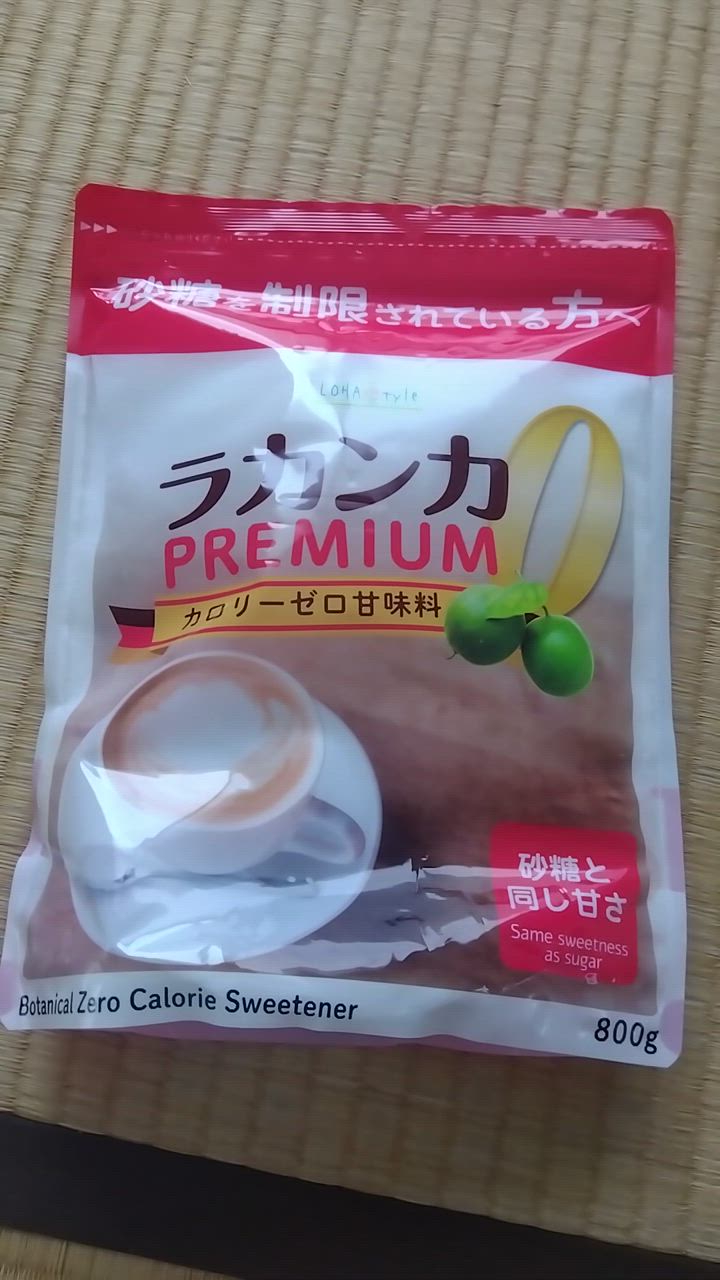 砂糖を制限されている方へ
LOHAStyle
ラカンカ0
PREMIUM
カロリーゼロ甘味料
砂糖と
同じ甘さ
Same sweetness
as sugar
Botanical Zero Calorie Sweetener
800g